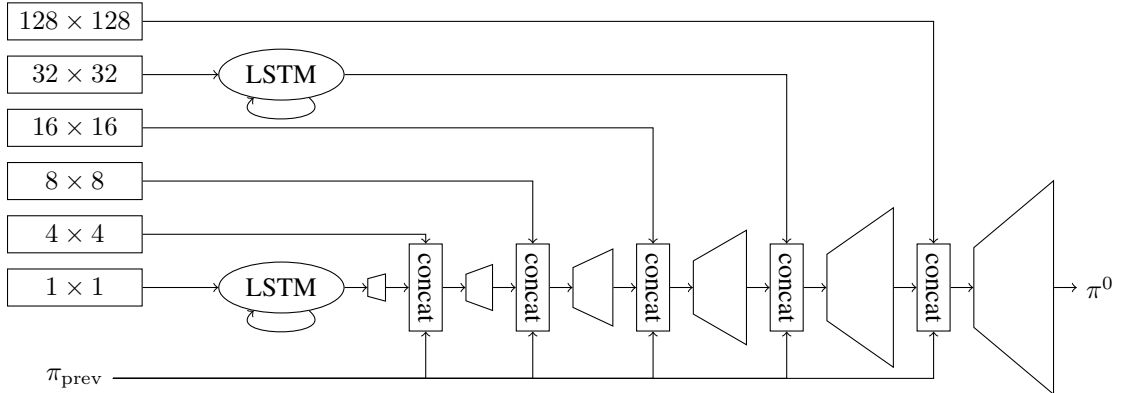 128 × 128
32 × 32
LSTM
16 × 16
8 × 8
4 × 4
1 × 1
LSTM
concat
concat
concat
concat
concat
π⁰
π_prev